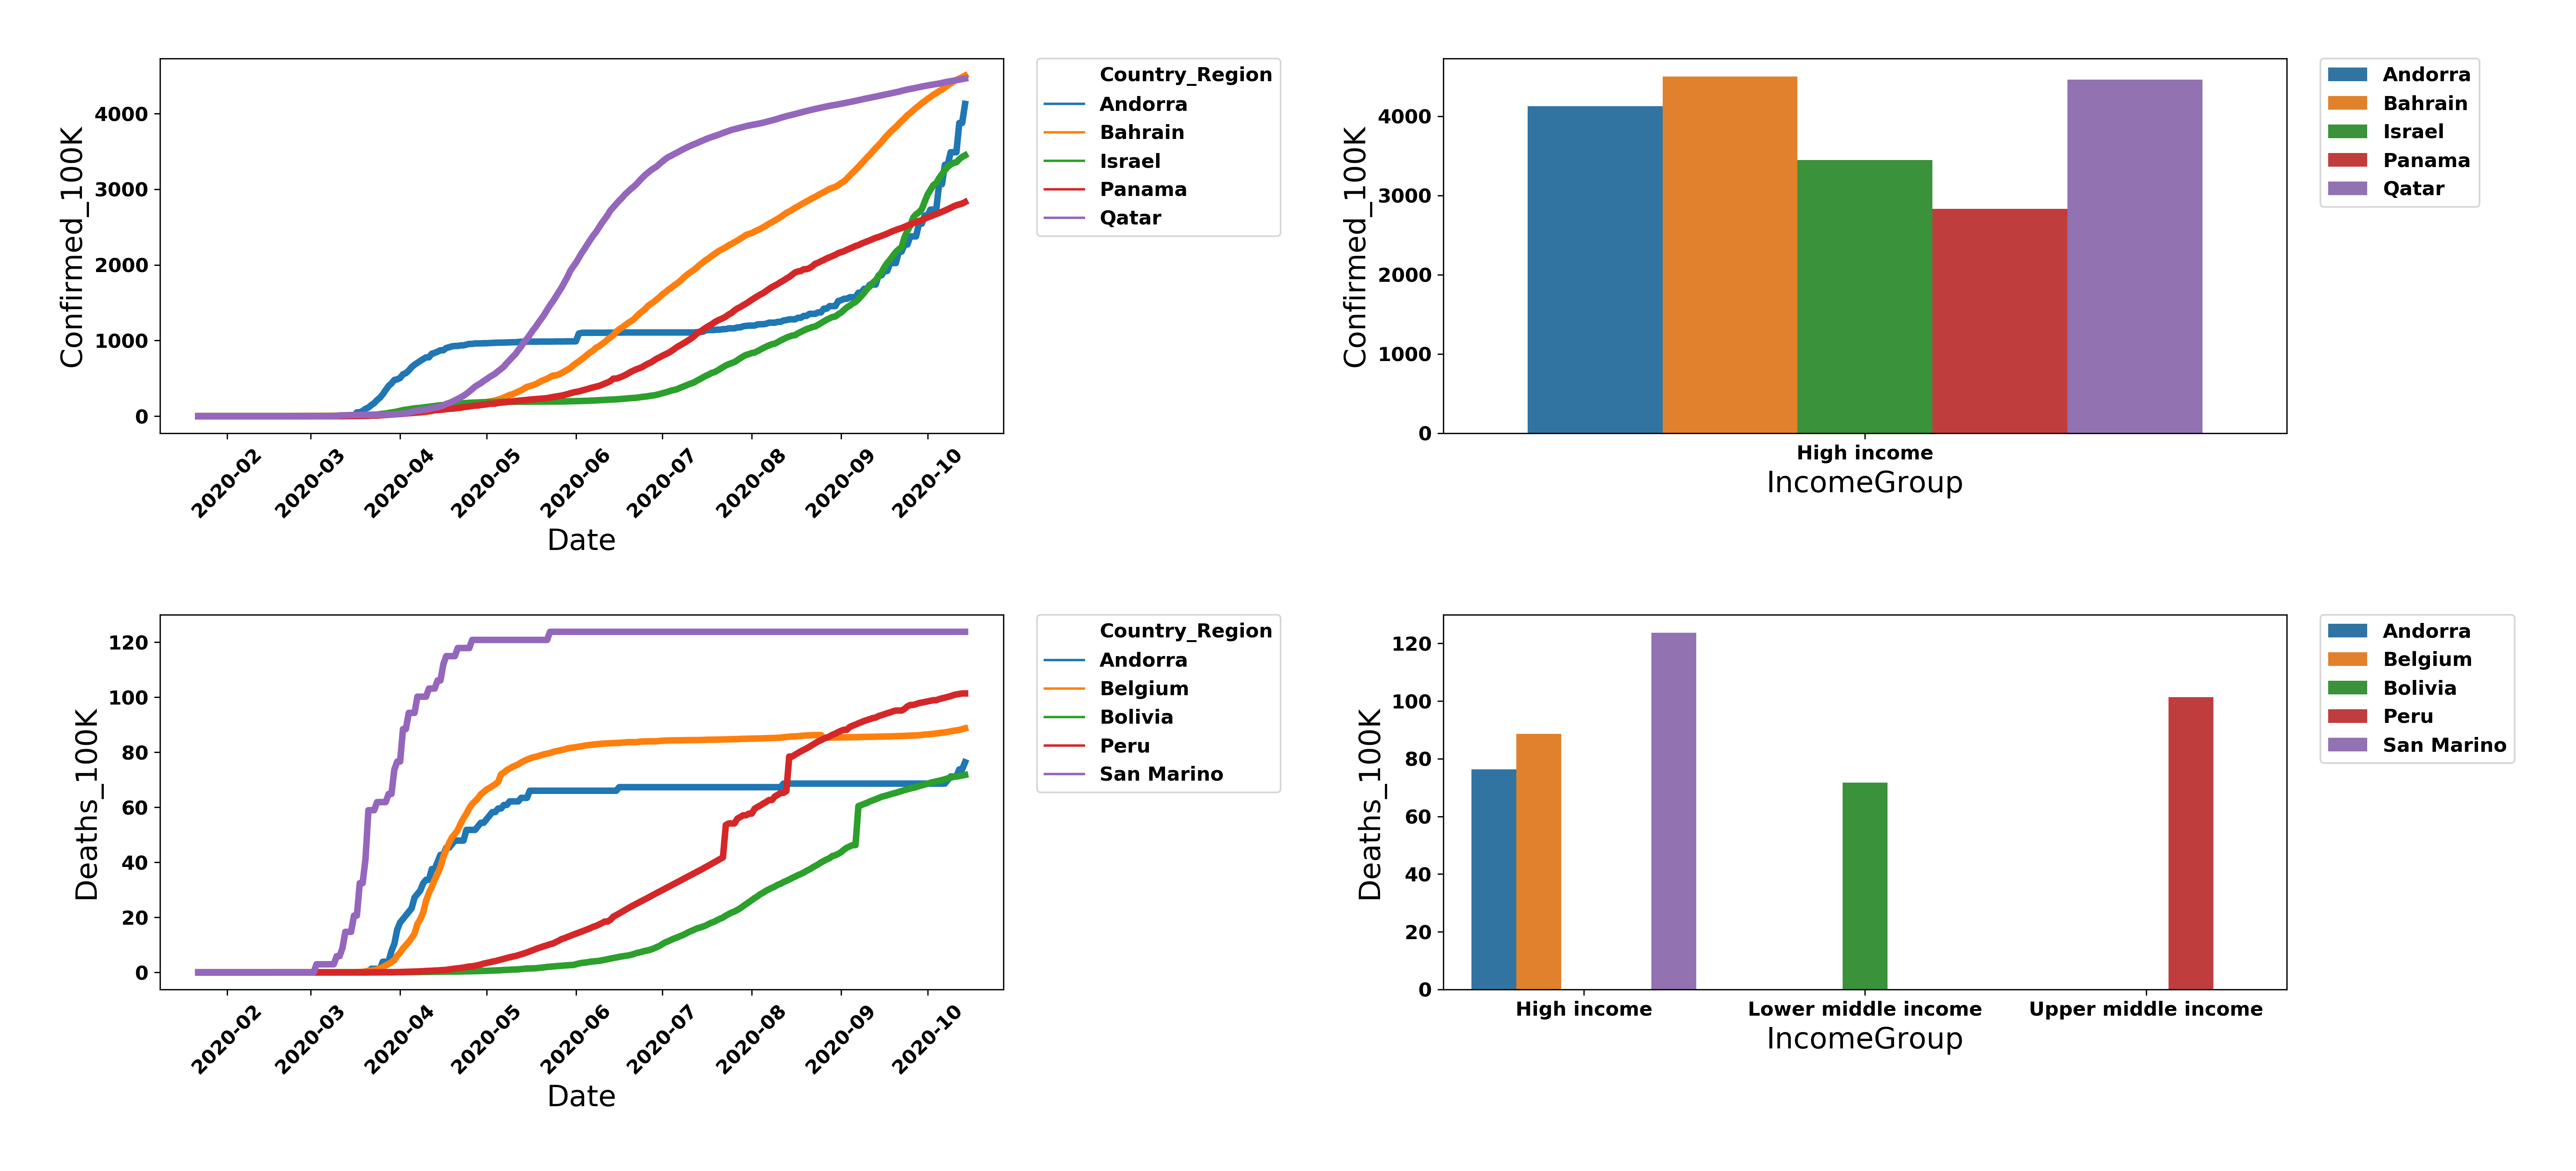 Confirmed_100K
4000
3000
2000
1000
0
2020-02
2020-03
2020-04
2020-05
2020-06
2020-07
2020-08
2020-09
2020-10
Date
Country_Region
Andorra
Bahrain
Israel
Panama
Qatar
Confirmed_100K
4000
3000
2000
1000
0
High income
IncomeGroup
Andorra
Bahrain
Israel
Panama
Qatar
Deaths_100K
120
100
80
60
40
20
0
2020-02
2020-03
2020-04
2020-05
2020-06
2020-07
2020-08
2020-09
2020-10
Date
Country_Region
Andorra
Belgium
Bolivia
Peru
San Marino
Deaths_100K
120
100
80
60
40
20
0
High income
Lower middle income
Upper middle income
IncomeGroup
Andorra
Belgium
Bolivia
Peru
San Marino